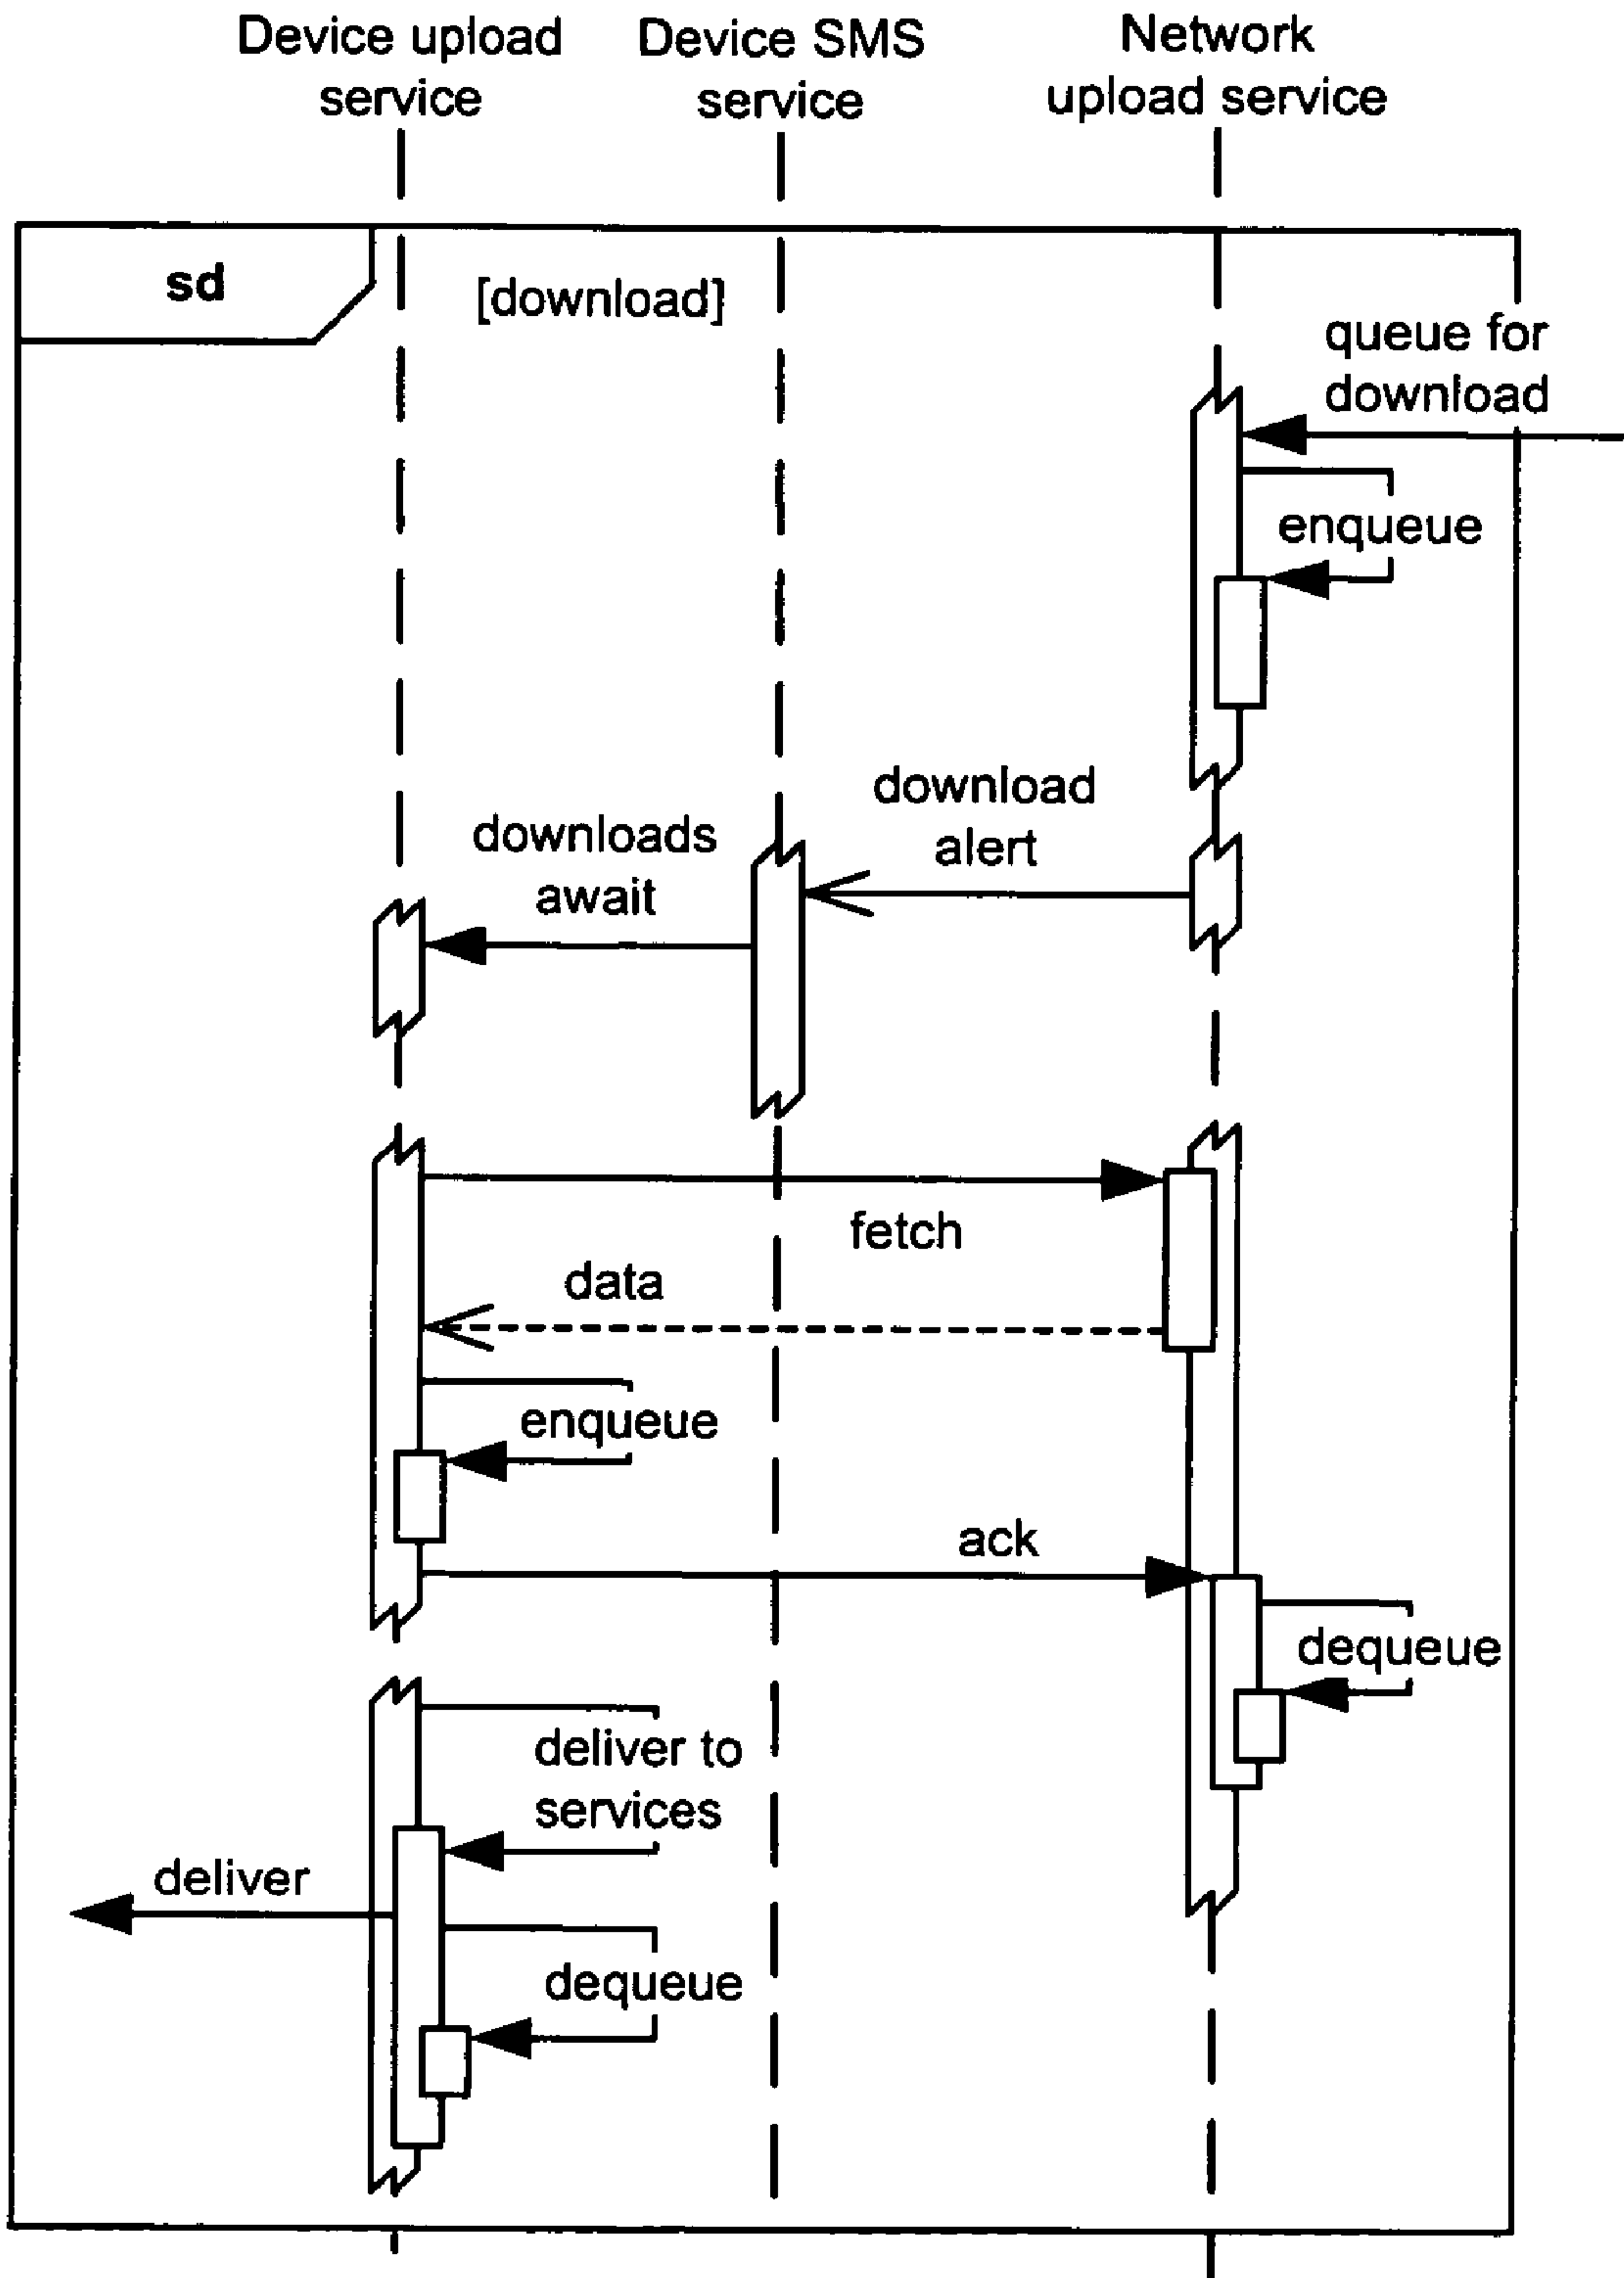 Device upload
service
Device SMS
service
Network
upload service
sd
[download]
queue for
download
enqueue
download
alert
downloads
await
fetch
data
enqueue
ack
dequeue
deliver to
services
deliver
dequeue